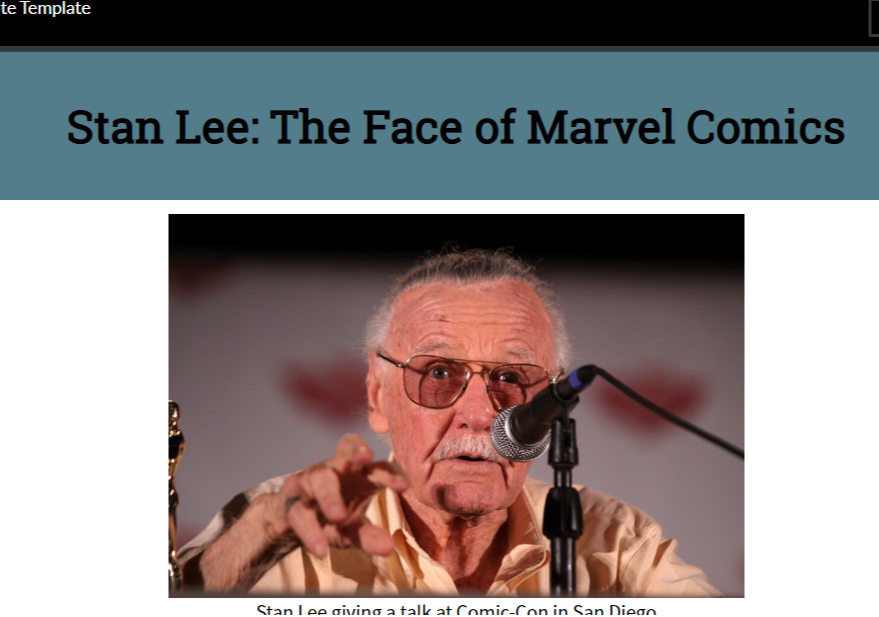 te Template
Stan Lee: The Face of Marvel Comics
Stan Lee giving a talk at Comic-Con in San Diego